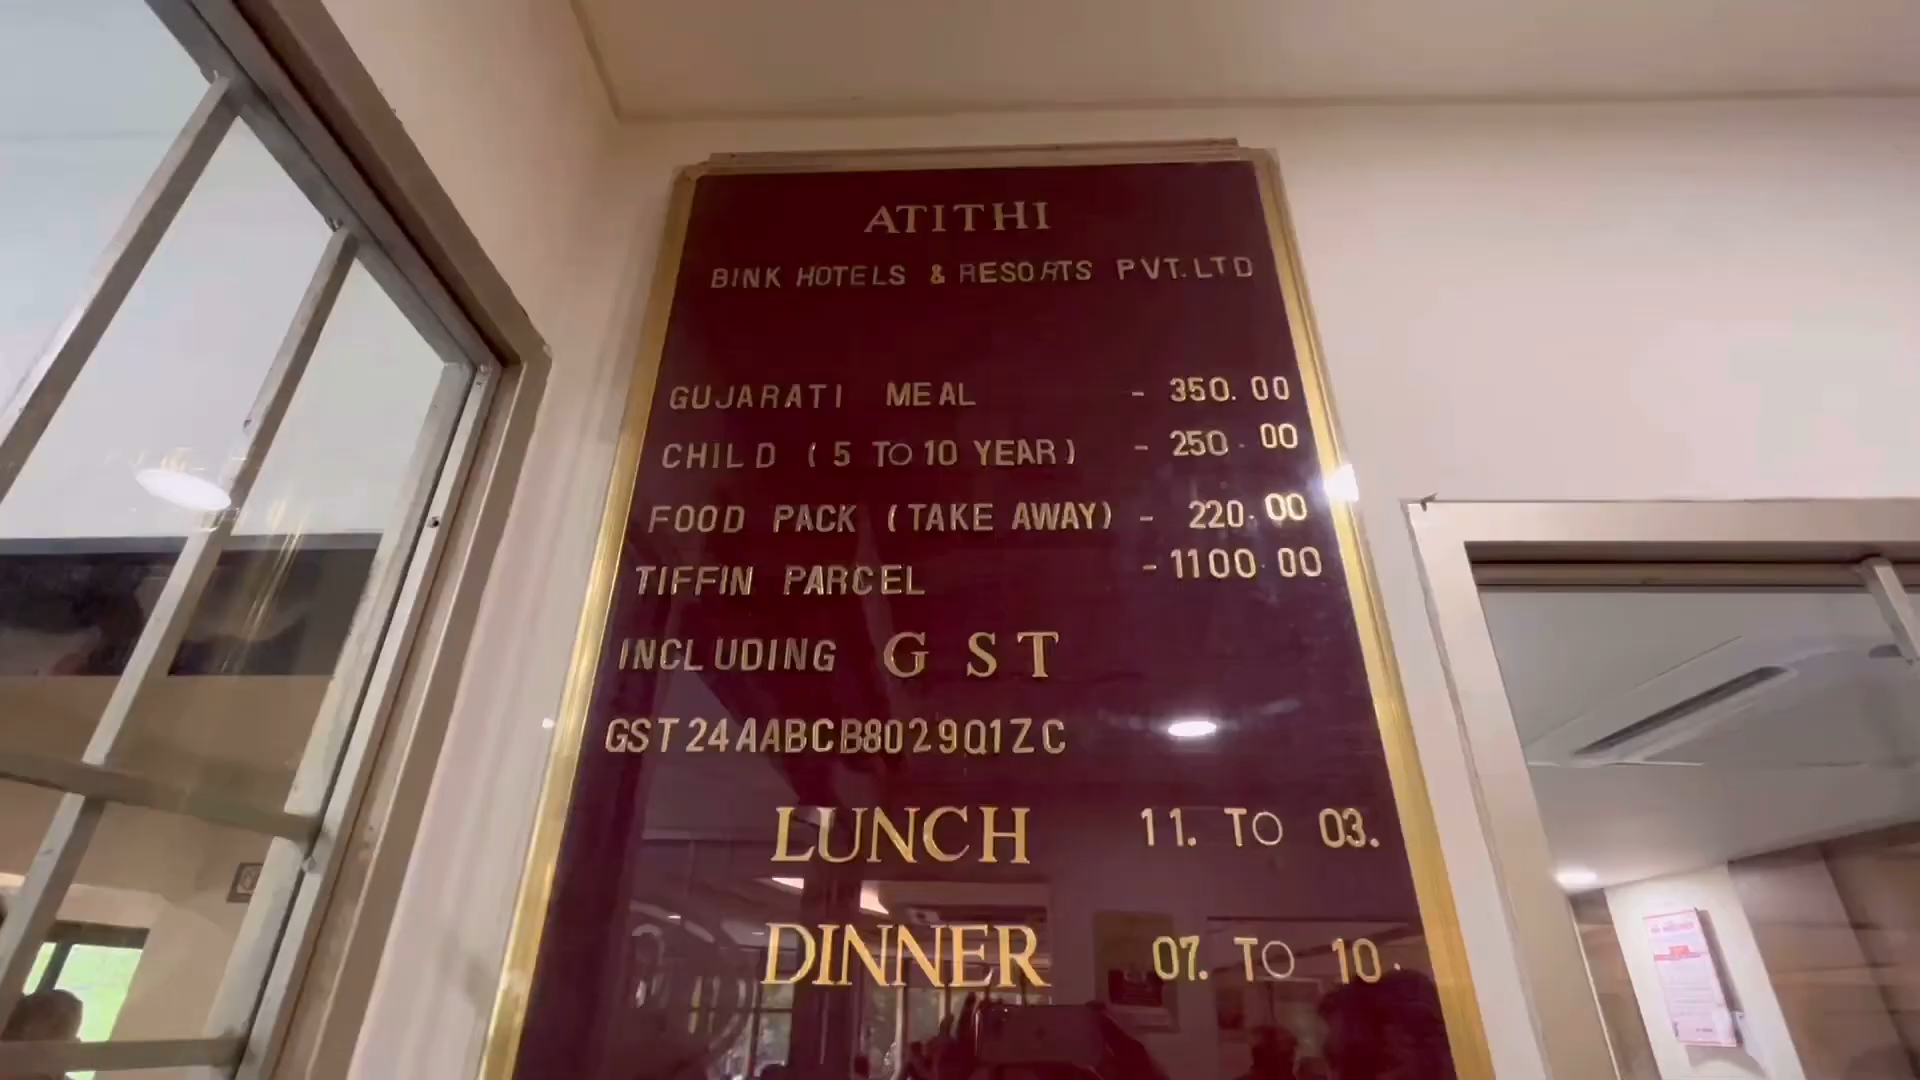 ATITHI
BINK HOTELS & RESORTS PVT.LTD
GUJARATI MEAL - 350.00
CHILD (5 TO 10 YEAR) - 250.00
FOOD PACK (TAKE AWAY) - 220.00
TIFFIN PARCEL - 1100.00
INCLUDING GST
GST24AABCB8029Q1ZC
LUNCH 11. TO 03.
DINNER 07. TO 10.